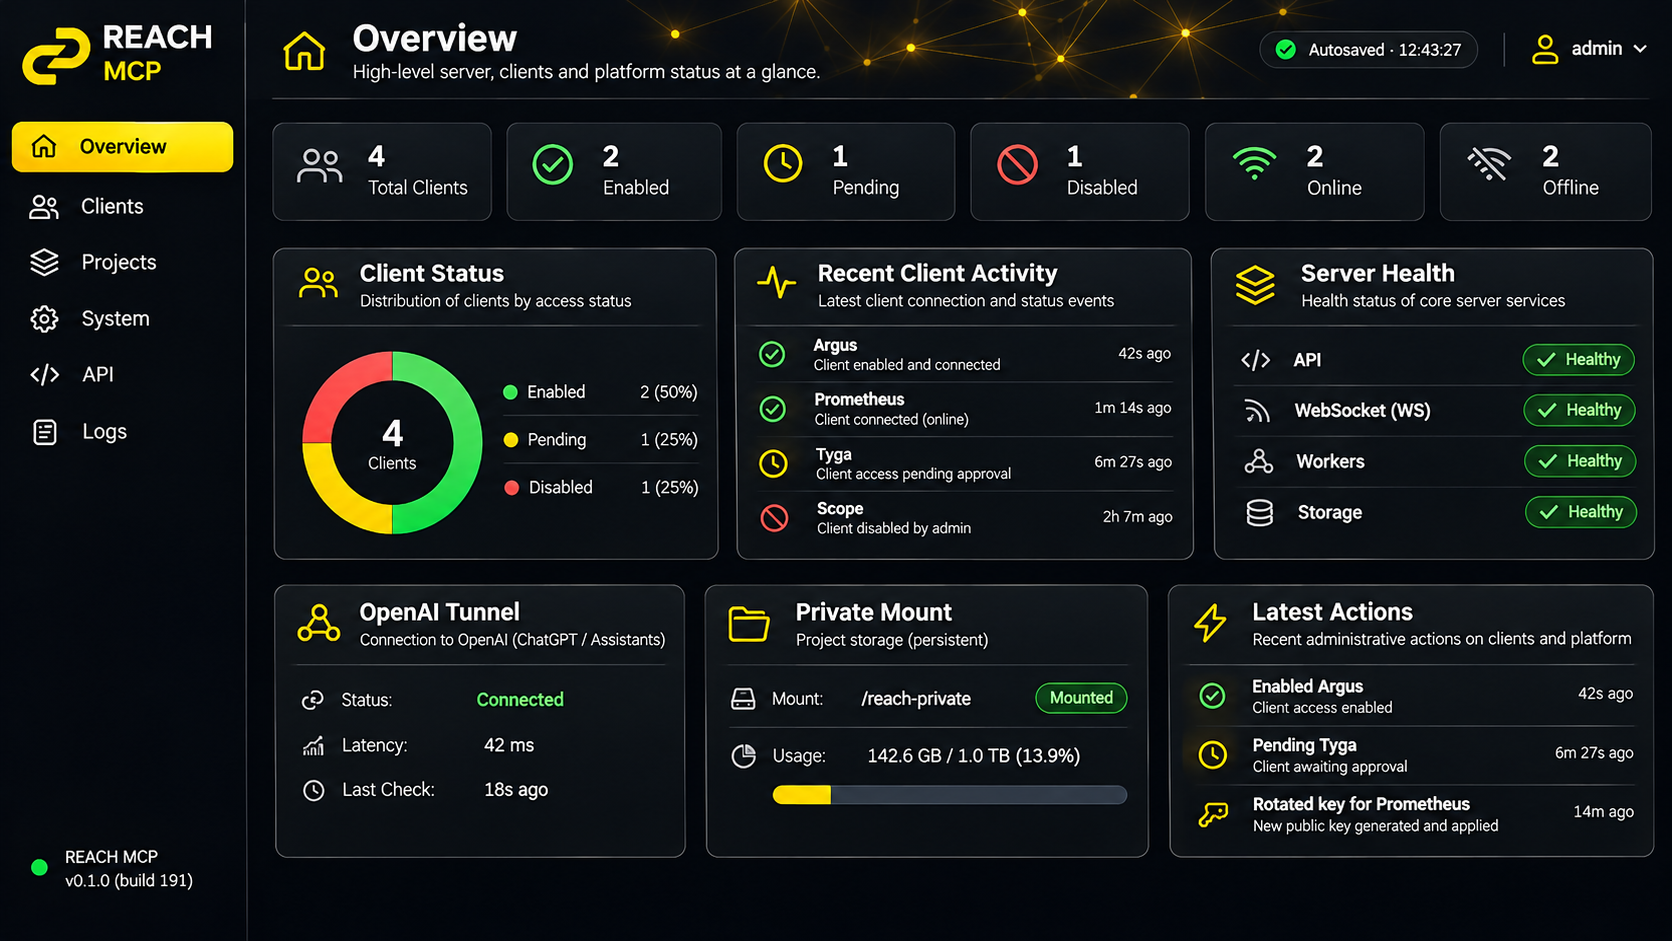 REACH
MCP
Overview
Clients
Projects
System
API
Logs
REACH MCP
v0.1.0 (build 191)
Overview
High-level server, clients and platform status at a glance.
Autosaved · 12:43:27
admin
4
Total Clients
2
Enabled
1
Pending
1
Disabled
2
Online
2
Offline
Client Status
Distribution of clients by access status
4
Clients
Enabled 2 (50%)
Pending 1 (25%)
Disabled 1 (25%)
Recent Client Activity
Latest client connection and status events
Argus
Client enabled and connected
42s ago
Prometheus
Client connected (online)
1m 14s ago
Tyga
Client access pending approval
6m 27s ago
Scope
Client disabled by admin
2h 7m ago
Server Health
Health status of core server services
API Healthy
WebSocket (WS) Healthy
Workers Healthy
Storage Healthy
OpenAI Tunnel
Connection to OpenAI (ChatGPT / Assistants)
Status: Connected
Latency: 42 ms
Last Check: 18s ago
Private Mount
Project storage (persistent)
Mount: /reach-private Mounted
Usage: 142.6 GB / 1.0 TB (13.9%)
Latest Actions
Recent administrative actions on clients and platform
Enabled Argus
Client access enabled
42s ago
Pending Tyga
Client awaiting approval
6m 27s ago
Rotated key for Prometheus
New public key generated and applied
14m ago